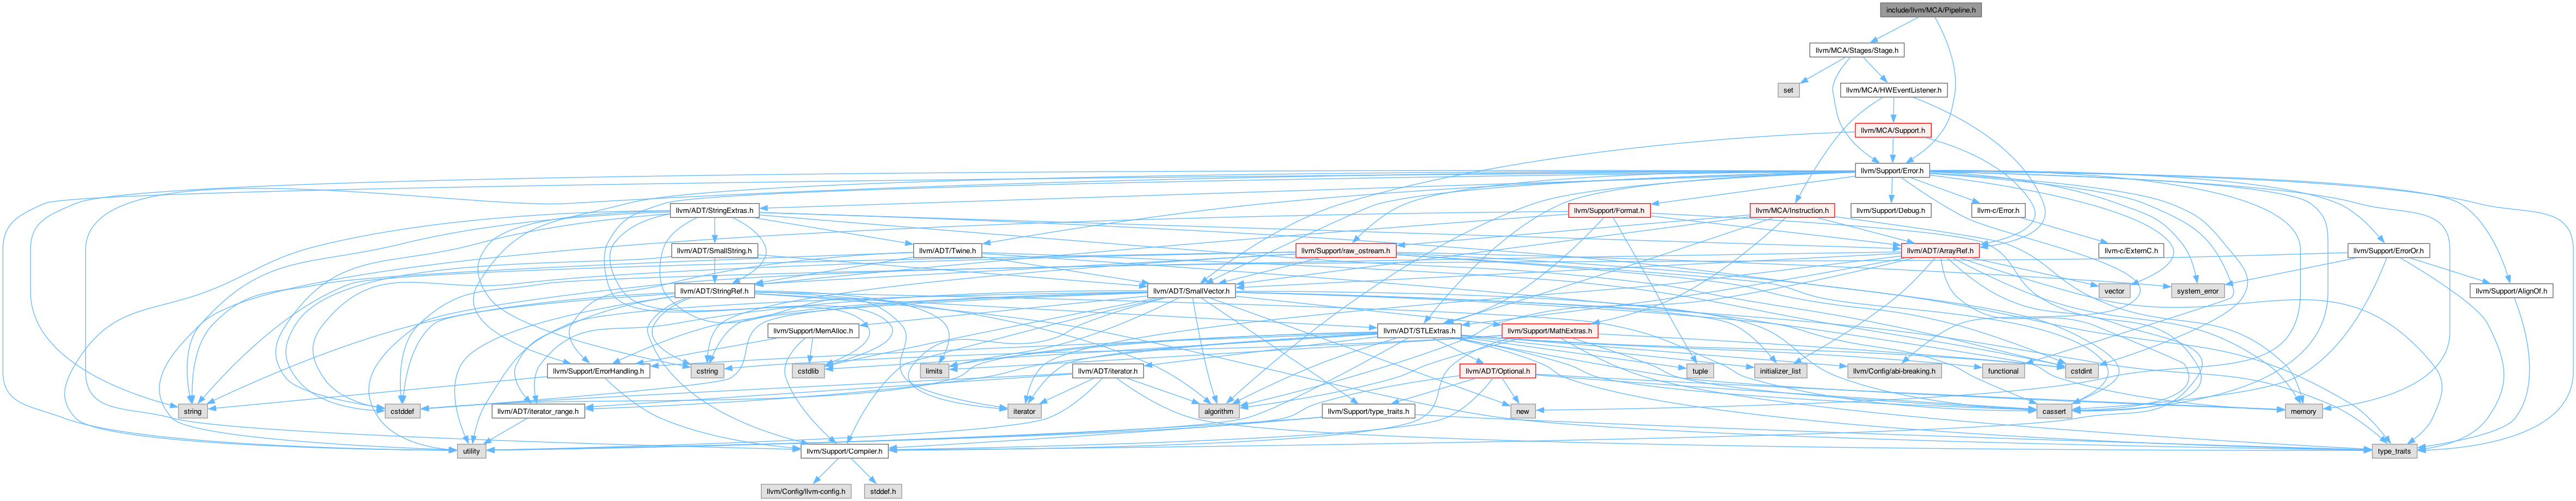 include/llvm/MCA/Pipeline.h
llvm/MCA/Stages/Stage.h
set
llvm/MCA/HWEventListener.h
llvm/MCA/Support.h
llvm/Support/Error.h
llvm/ADT/StringExtras.h
llvm/Support/Format.h
llvm/MCA/Instruction.h
llvm/Support/Debug.h
llvm-c/Error.h
llvm/ADT/SmallString.h
llvm/ADT/Twine.h
llvm/Support/raw_ostream.h
llvm/ADT/ArrayRef.h
llvm-c/ExternC.h
llvm/Support/ErrorOr.h
llvm/ADT/StringRef.h
llvm/ADT/SmallVector.h
vector
system_error
llvm/Support/AlignOf.h
llvm/Support/MemAlloc.h
llvm/ADT/STLExtras.h
llvm/Support/MathExtras.h
llvm/Support/ErrorHandling.h
cstring
cstdlib
limits
llvm/ADT/iterator.h
llvm/ADT/Optional.h
tuple
initializer_list
llvm/Config/abi-breaking.h
functional
cstdint
string
cstddef
llvm/ADT/iterator_range.h
iterator
algorithm
llvm/Support/type_traits.h
new
cassert
memory
utility
llvm/Support/Compiler.h
type_traits
llvm/Config/llvm-config.h
stddef.h